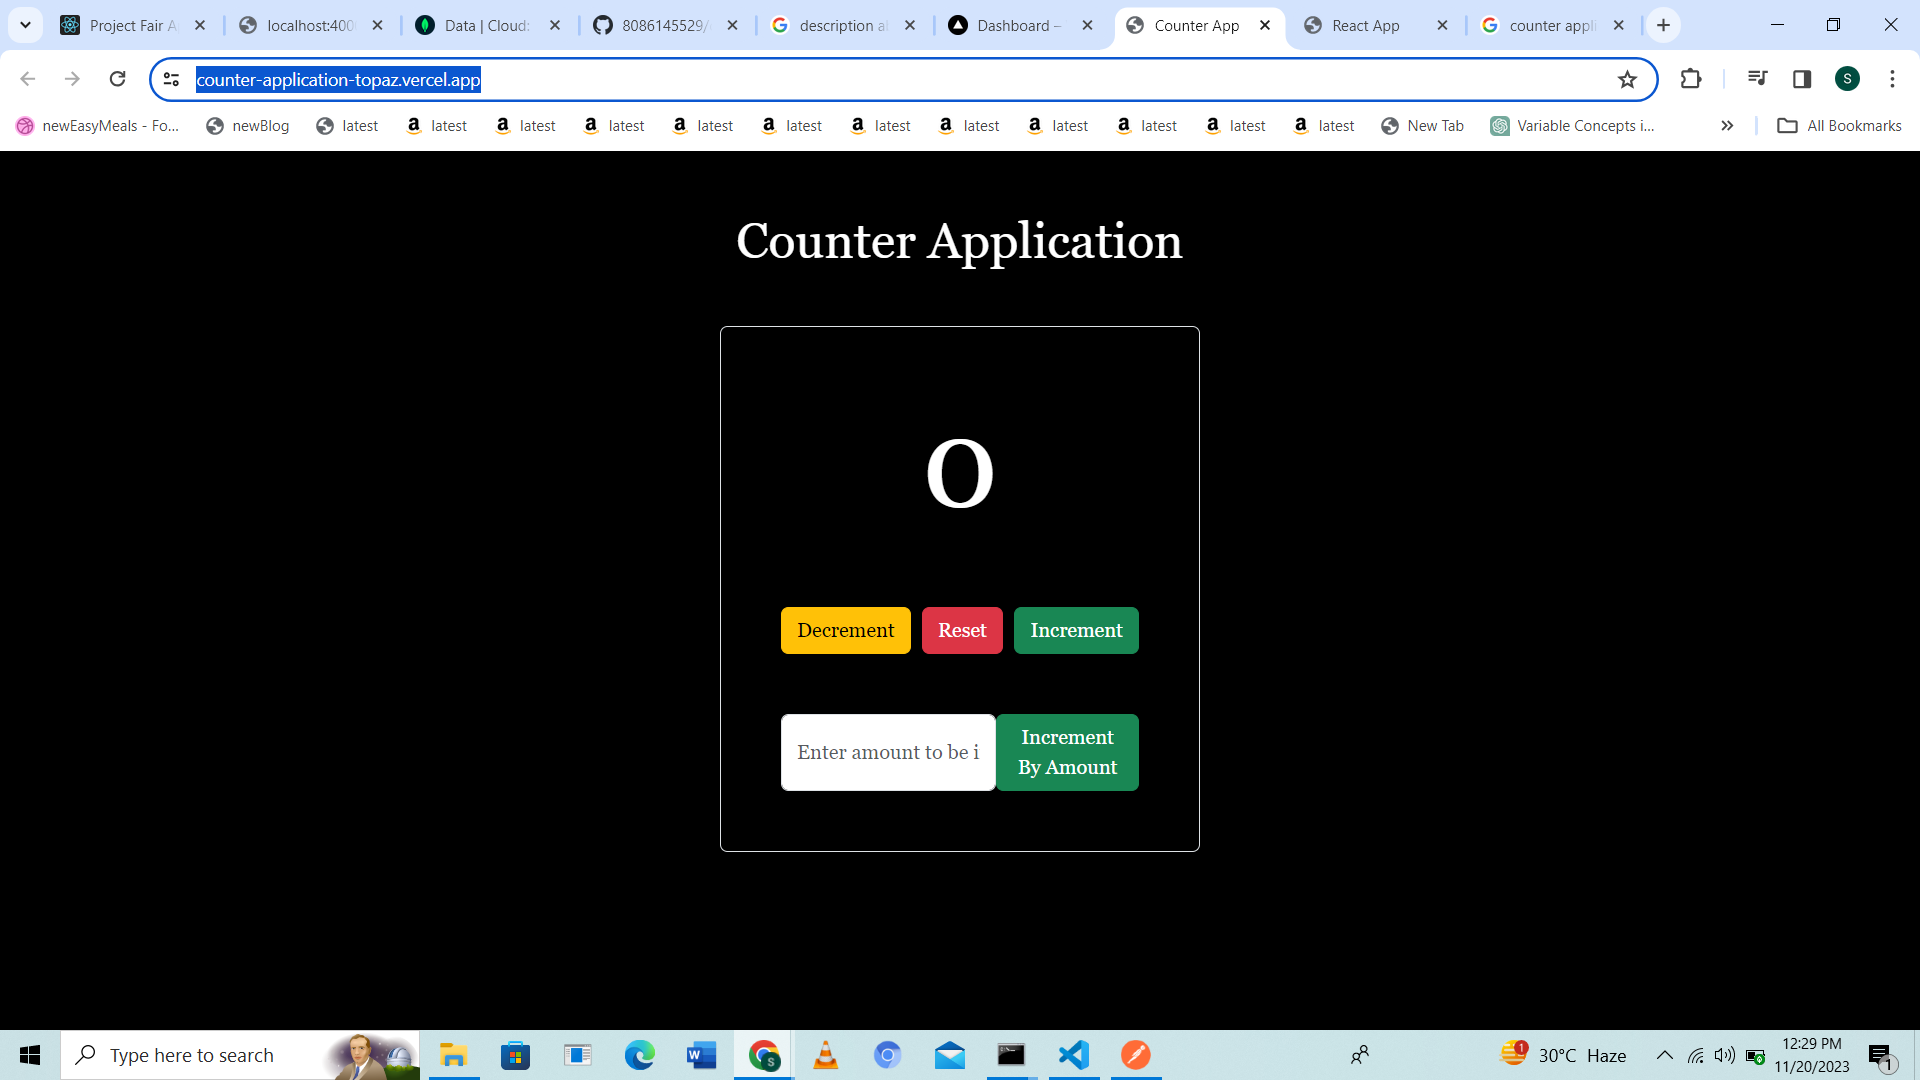 Project Fair A
localhost:400
Data | Cloud:
8086145529/
description a
Dashboard –
Counter App
React App
counter appli
counter-application-topaz.vercel.app
S
newEasyMeals - Fo...
newBlog
latest
latest
latest
latest
latest
latest
latest
latest
latest
latest
latest
latest
New Tab
Variable Concepts i...
All Bookmarks
Counter Application
0
Decrement
Reset
Increment
Enter amount to be i
Increment
By Amount
Type here to search
30°C Haze
12:29 PM
11/20/2023
1
1